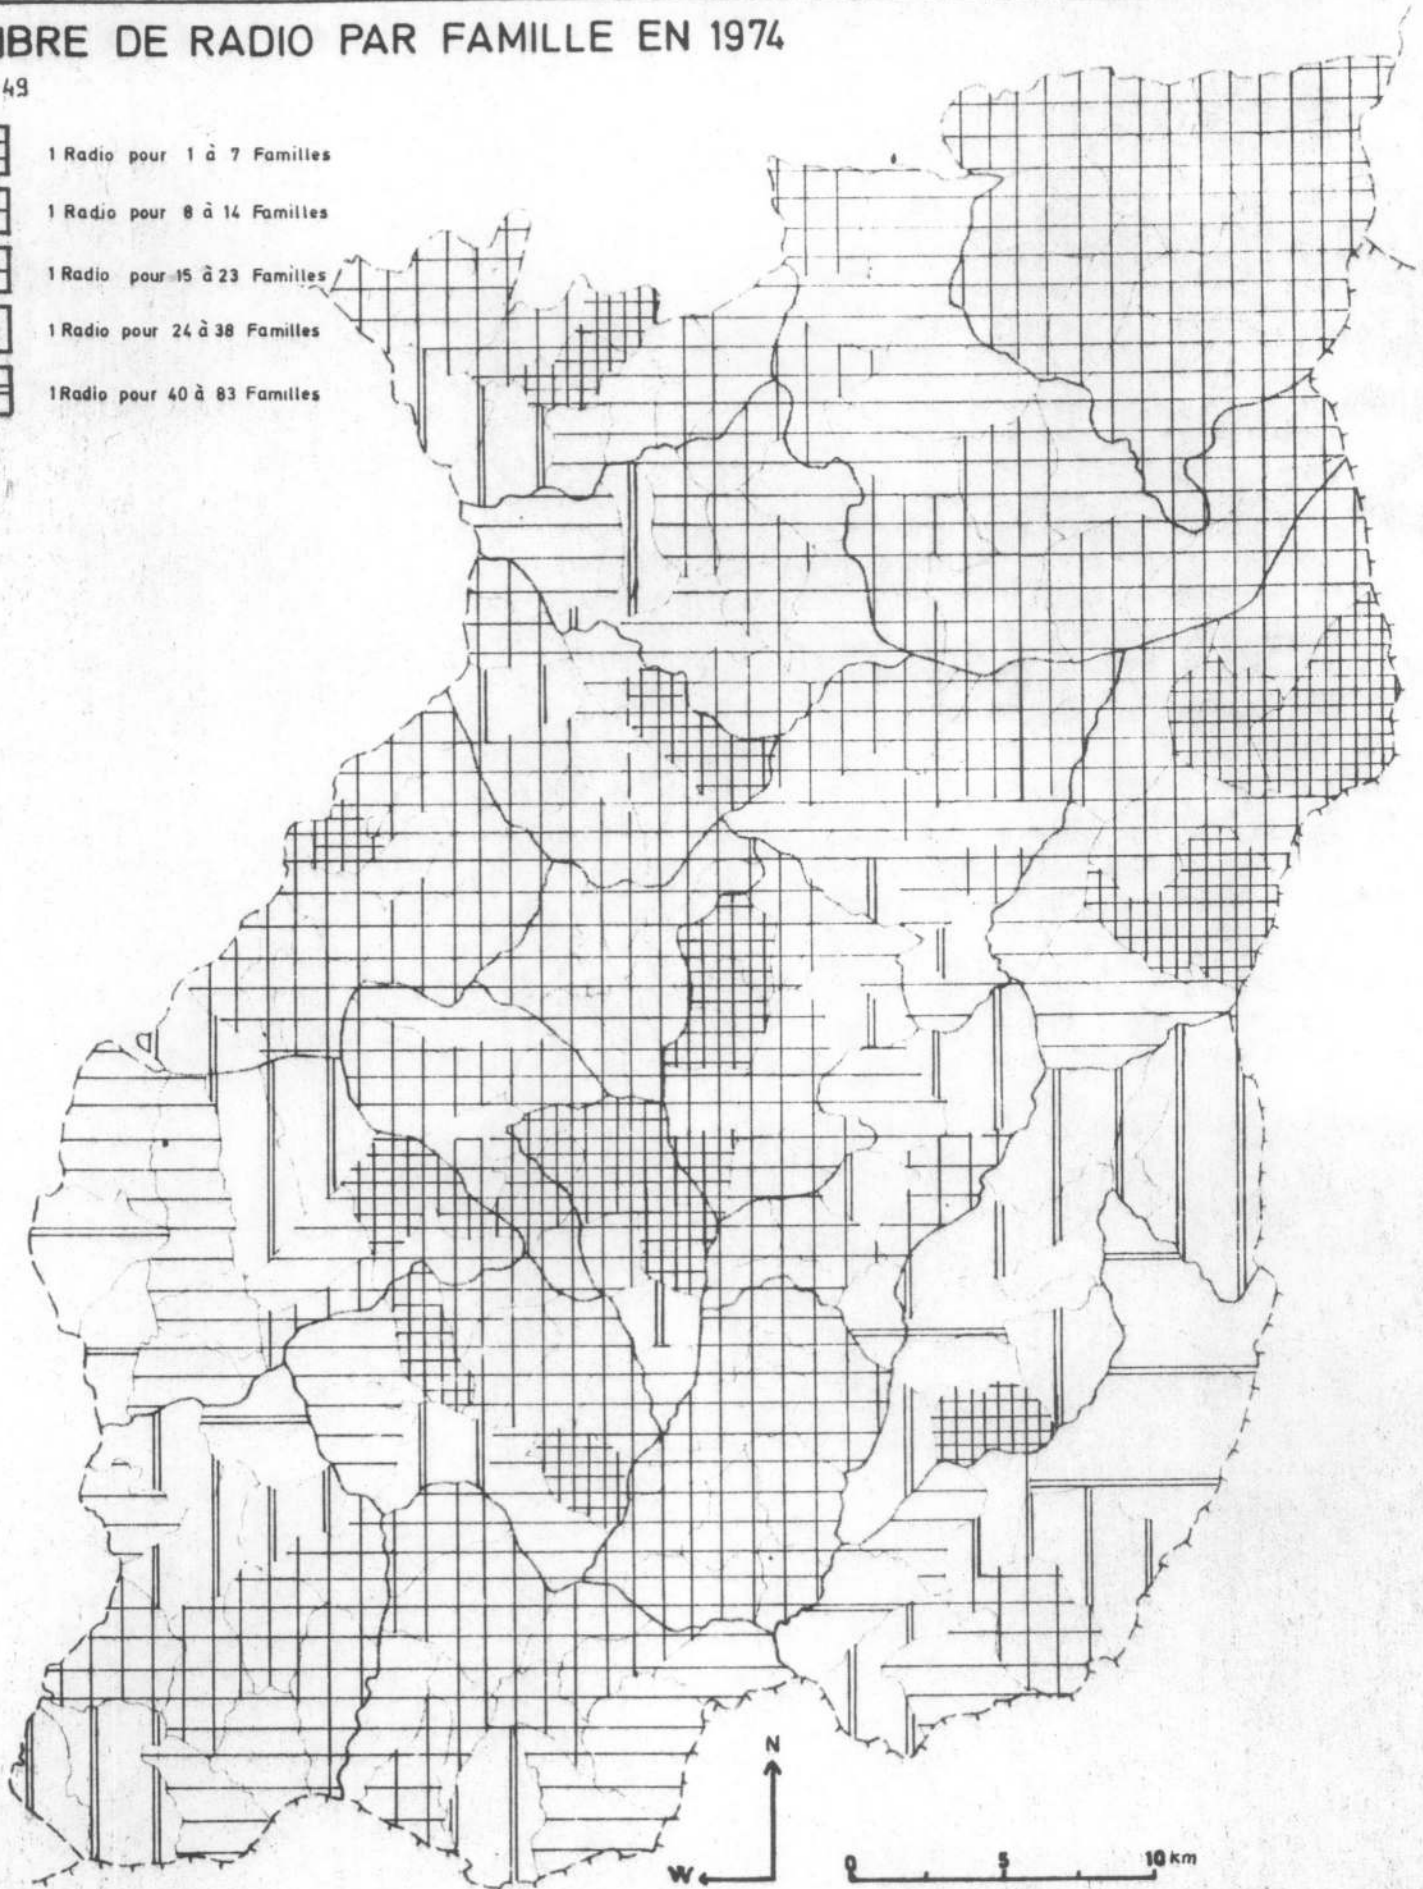 BRE DE RADIO PAR FAMILLE EN 1974
49
1 Radio pour 1 à 7 Familles
1 Radio pour 8 à 14 Familles
1 Radio pour 15 à 23 Familles
1 Radio pour 24 à 38 Familles
1 Radio pour 40 à 83 Familles
N
W
0 5 10 km